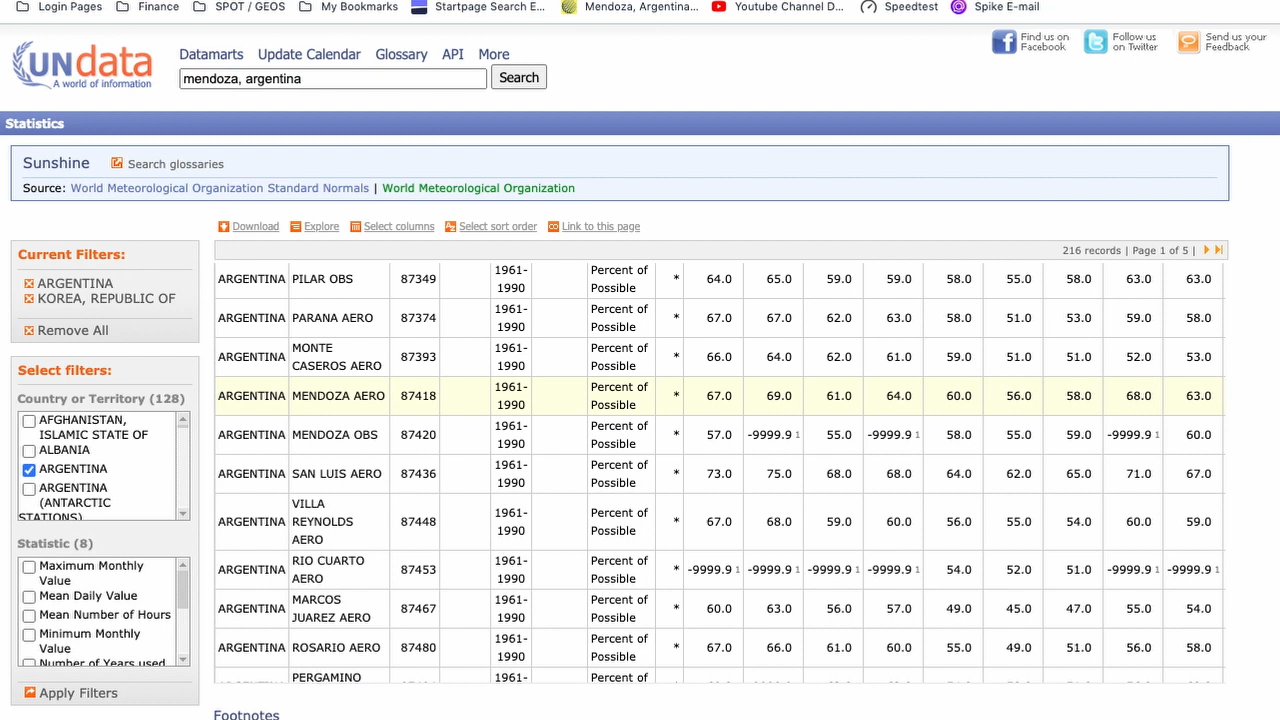 Login Pages Finance SPOT / GEOS My Bookmarks Startpage Search E... Mendoza, Argentina... Youtube Channel D... Speedtest Spike E-mail
UNdata
A world of information
Datamarts Update Calendar Glossary API More
mendoza, argentina Search
Find us on Facebook
Follow us on Twitter
Send us your Feedback
Statistics
Sunshine Search glossaries
Source: World Meteorological Organization Standard Normals | World Meteorological Organization
Download Explore Select columns Select sort order Link to this page
216 records | Page 1 of 5 |
Current Filters:
ARGENTINA
KOREA, REPUBLIC OF
Remove All
Select filters:
Country or Territory (128)
AFGHANISTAN,
ISLAMIC STATE OF
ALBANIA
ARGENTINA
ARGENTINA
(ANTARCTIC
STATIONS)
Statistic (8)
Maximum Monthly
Value
Mean Daily Value
Mean Number of Hours
Minimum Monthly
Value
Number of Years used
Apply Filters
ARGENTINA PILAR OBS 87349 1961-1990 Percent of Possible * 64.0 65.0 59.0 59.0 58.0 55.0 58.0 63.0 63.0
ARGENTINA PARANA AERO 87374 1961-1990 Percent of Possible * 67.0 67.0 62.0 63.0 58.0 51.0 53.0 59.0 58.0
ARGENTINA MONTE CASEROS AERO 87393 1961-1990 Percent of Possible * 66.0 64.0 62.0 61.0 59.0 51.0 51.0 52.0 53.0
ARGENTINA MENDOZA AERO 87418 1961-1990 Percent of Possible * 67.0 69.0 61.0 64.0 60.0 56.0 58.0 68.0 63.0
ARGENTINA MENDOZA OBS 87420 1961-1990 Percent of Possible * 57.0 -9999.9 1 55.0 -9999.9 1 58.0 55.0 59.0 -9999.9 1 60.0
ARGENTINA SAN LUIS AERO 87436 1961-1990 Percent of Possible * 73.0 75.0 68.0 68.0 64.0 62.0 65.0 71.0 67.0
ARGENTINA VILLA REYNOLDS AERO 87448 1961-1990 Percent of Possible * 67.0 68.0 59.0 60.0 56.0 55.0 54.0 60.0 59.0
ARGENTINA RIO CUARTO AERO 87453 1961-1990 Percent of Possible * -9999.9 1 -9999.9 1 -9999.9 1 -9999.9 1 54.0 52.0 51.0 -9999.9 1 -9999.9 1
ARGENTINA MARCOS JUAREZ AERO 87467 1961-1990 Percent of Possible * 60.0 63.0 56.0 57.0 49.0 45.0 47.0 55.0 54.0
ARGENTINA ROSARIO AERO 87480 1961-1990 Percent of Possible * 67.0 66.0 61.0 60.0 55.0 49.0 51.0 56.0 58.0
PERGAMINO 1961- Percent of
Footnotes